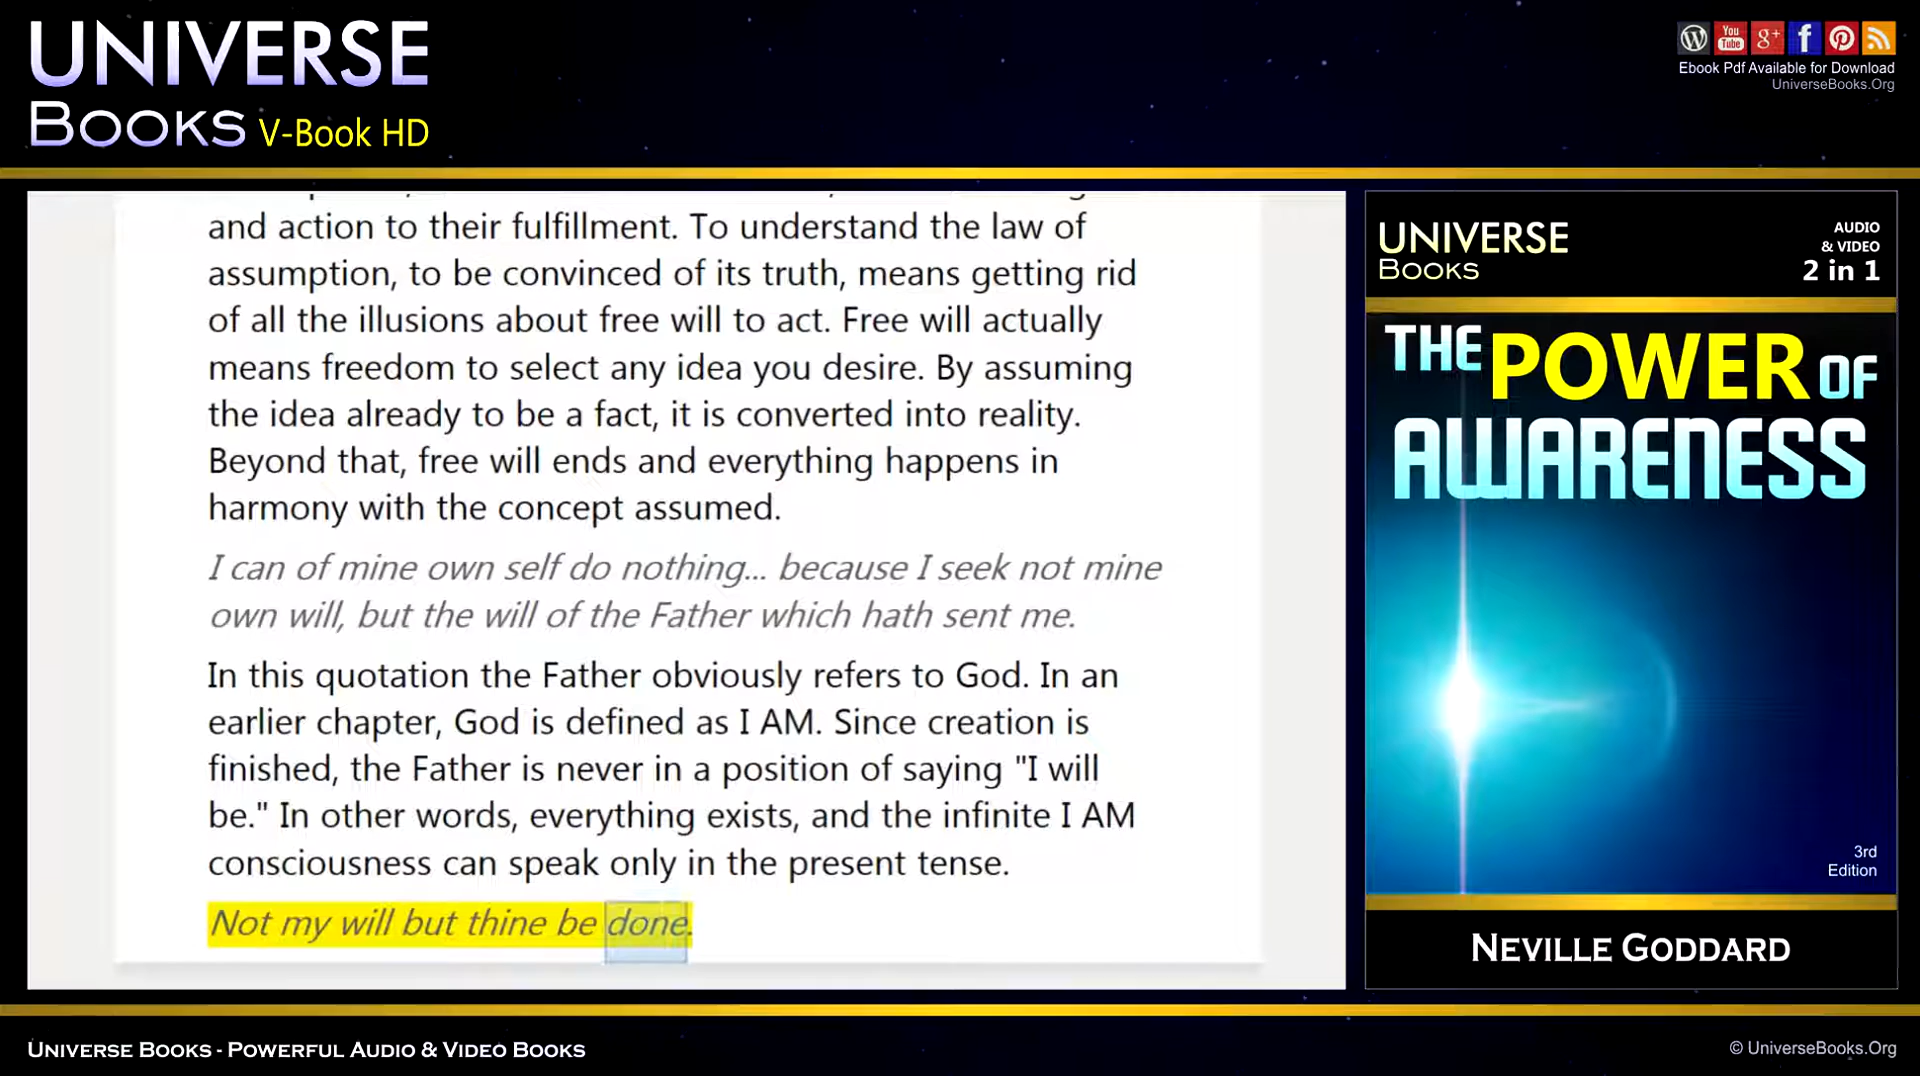 UNIVERSE
BOOKS V-Book HD
You
Tube
g+
f
Ebook Pdf Available for Download
UniverseBooks.Org
and action to their fulfillment. To understand the law of
assumption, to be convinced of its truth, means getting rid
of all the illusions about free will to act. Free will actually
means freedom to select any idea you desire. By assuming
the idea already to be a fact, it is converted into reality.
Beyond that, free will ends and everything happens in
harmony with the concept assumed.
I can of mine own self do nothing... because I seek not mine
own will, but the will of the Father which hath sent me.
In this quotation the Father obviously refers to God. In an
earlier chapter, God is defined as I AM. Since creation is
finished, the Father is never in a position of saying "I will
be." In other words, everything exists, and the infinite I AM
consciousness can speak only in the present tense.
Not my will but thine be done.
UNIVERSE
BOOKS
AUDIO
& VIDEO
2 in 1
THE POWER OF
AWARENESS
3rd
Edition
NEVILLE GODDARD
UNIVERSE BOOKS - POWERFUL AUDIO & VIDEO BOOKS
© UniverseBooks.Org